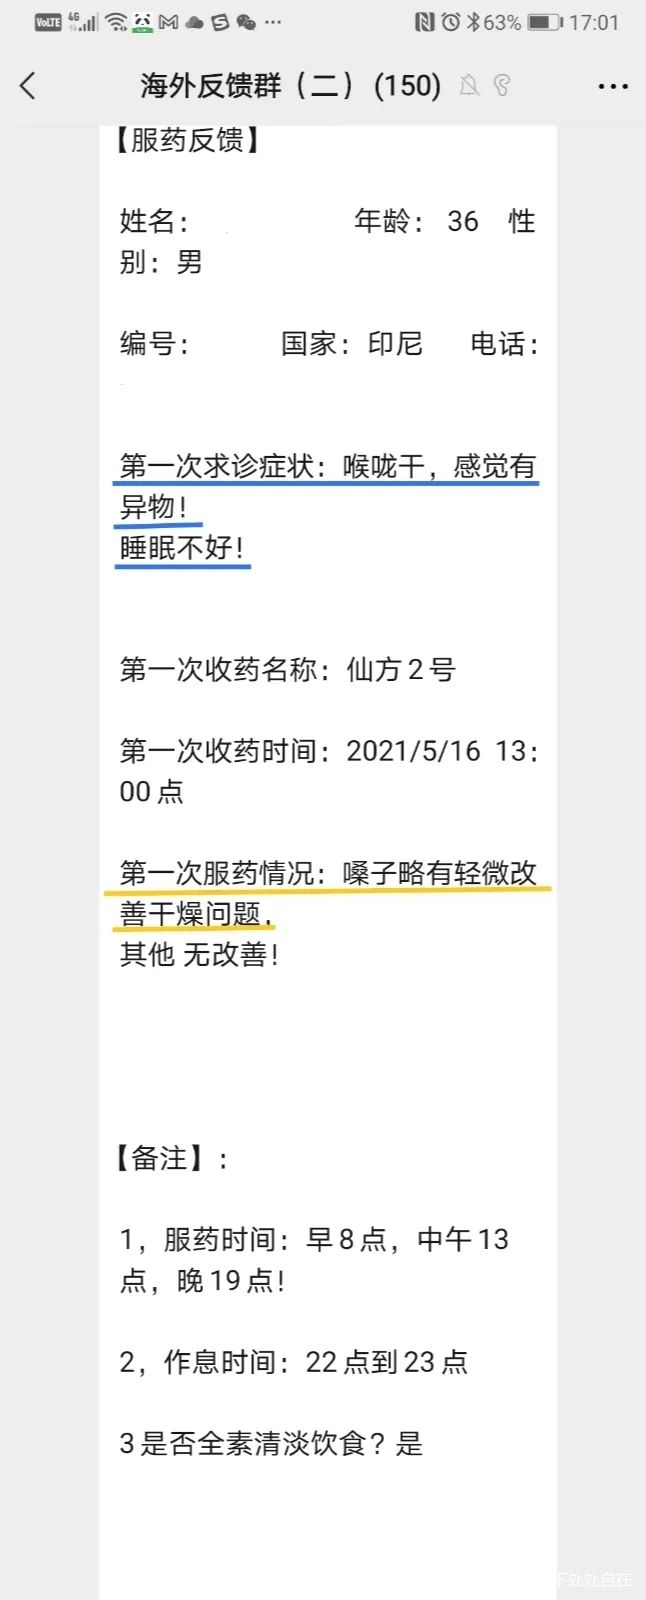 VoLTE 4G 63% 17:01
海外反馈群（二）(150)
【服药反馈】
姓名： 年龄： 36 性
别：男
编号： 国家：印尼 电话：
第一次求诊症状：喉咙干，感觉有
异物！
睡眠不好！
第一次收药名称：仙方2号
第一次收药时间：2021/5/16 13：
00点
第一次服药情况：嗓子略有轻微改
善干燥问题，
其他 无改善！
【备注】：
1，服药时间：早8点，中午13
点，晚19点！
2，作息时间：22点到23点
3是否全素清淡饮食？是
下处处自在